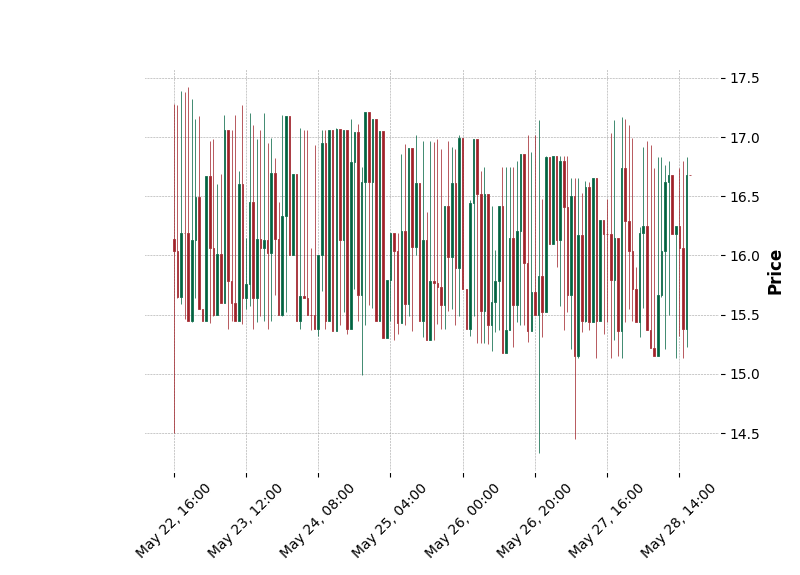 17.5
17.0
16.5
16.0
15.5
15.0
14.5
Price
May 22, 16:00
May 23, 12:00
May 24, 08:00
May 25, 04:00
May 26, 00:00
May 26, 20:00
May 27, 16:00
May 28, 14:00